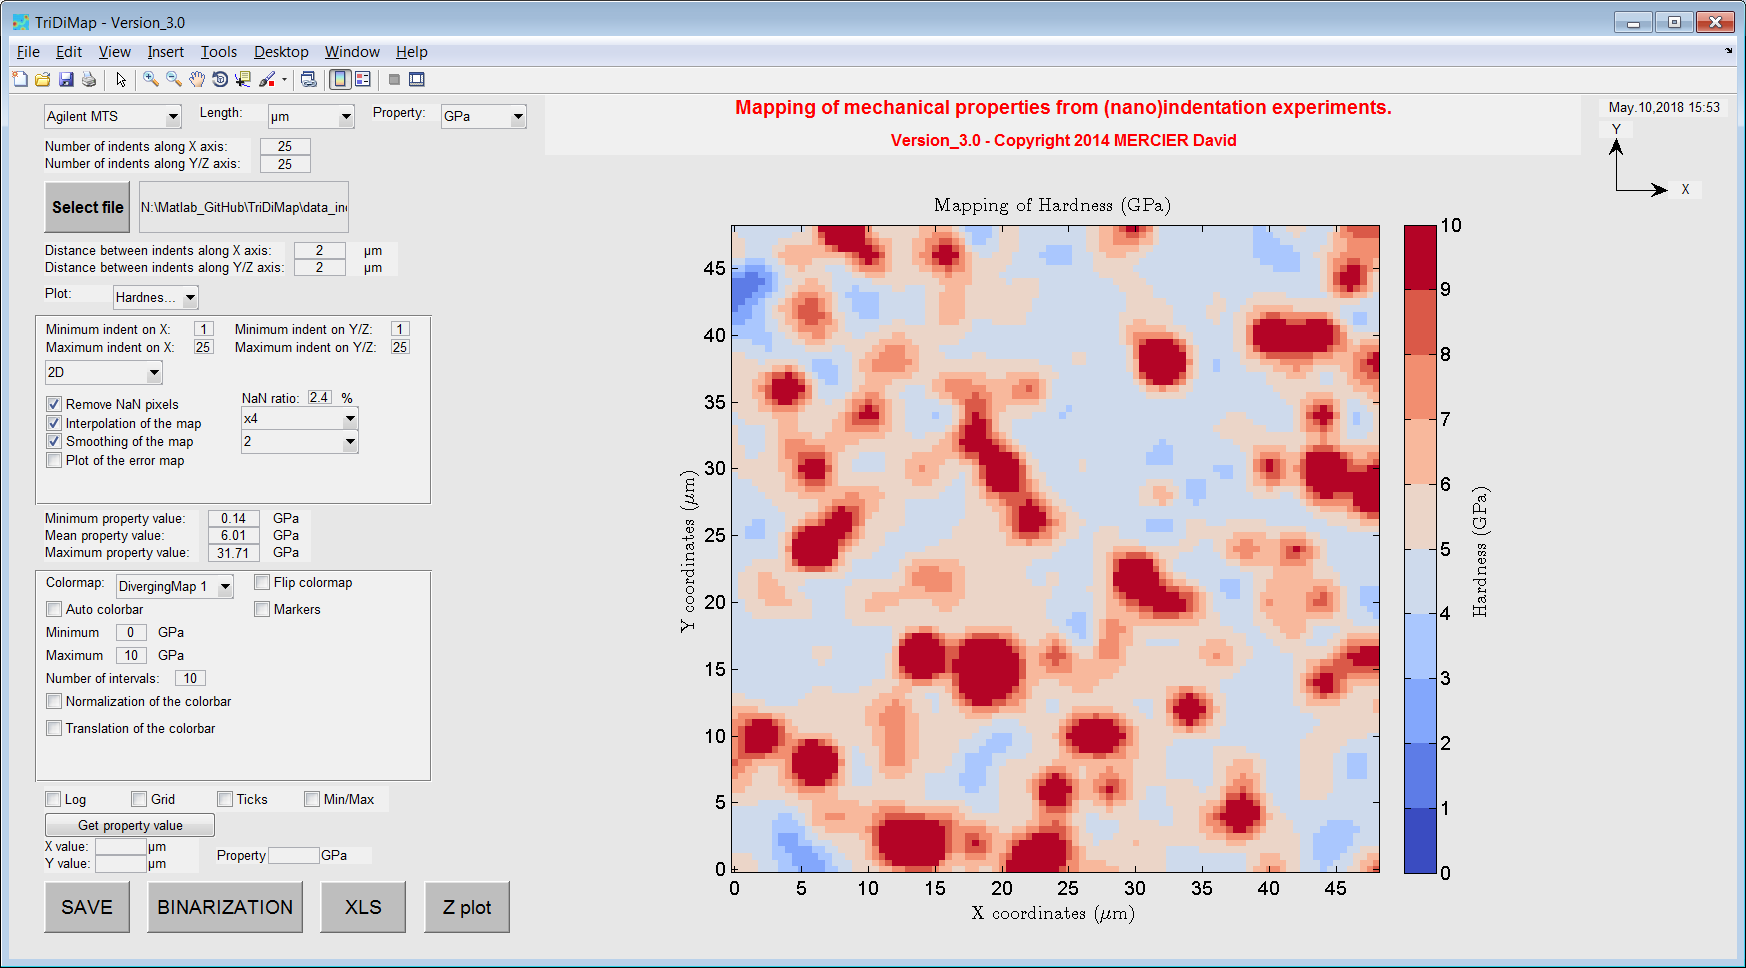 TriDiMap - Version_3.0
File Edit View Insert Tools Desktop Window Help
Agilent MTS Length: µm Property: GPa
Number of indents along X axis: 25
Number of indents along Y/Z axis: 25
Select file N:\Matlab_GitHub\TriDiMap\data_in
Distance between indents along X axis: 2 µm
Distance between indents along Y/Z axis: 2 µm
Plot: Hardnes...
Minimum indent on X: 1 Minimum indent on Y/Z: 1
Maximum indent on X: 25 Maximum indent on Y/Z: 25
2D
Remove NaN pixels NaN ratio: 2.4 %
Interpolation of the map x4
Smoothing of the map 2
Plot of the error map
Minimum property value: 0.14 GPa
Mean property value: 6.01 GPa
Maximum property value: 31.71 GPa
Colormap: DivergingMap 1 Flip colormap
Auto colorbar Markers
Minimum 0 GPa
Maximum 10 GPa
Number of intervals: 10
Normalization of the colorbar
Translation of the colorbar
Log Grid Ticks Min/Max
Get property value
X value: µm
Y value: µm
Property GPa
SAVE BINARIZATION XLS Z plot
Mapping of mechanical properties from (nano)indentation experiments.
Version_3.0 - Copyright 2014 MERCIER David
May.10,2018 15:53
Y
X
Mapping of Hardness (GPa)
Y coordinates (µm)
45
40
35
30
25
20
15
10
5
0
0 5 10 15 20 25 30 35 40 45
X coordinates (µm)
10
9
8
7
6
5
4
3
2
1
0
Hardness (GPa)